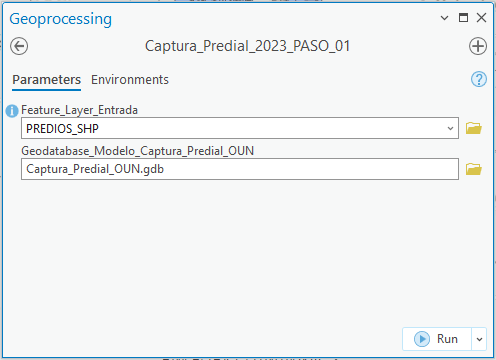 Geoprocessing
Captura_Predial_2023_PASO_01
Parameters Environments
Feature_Layer_Entrada
PREDIOS_SHP
Geodatabase_Modelo_Captura_Predial_OUN
Captura_Predial_OUN.gdb
Run